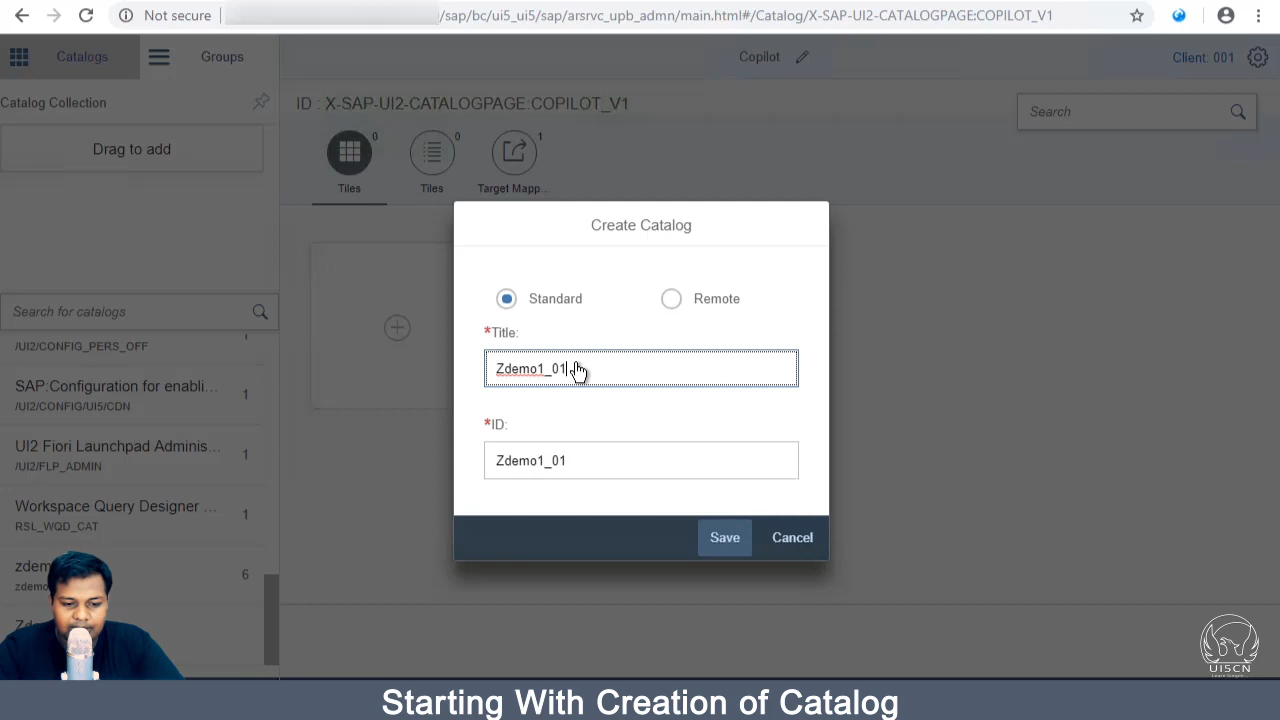 Not secure
/sap/bc/ui5_ui5/sap/arsrvc_upb_admn/main.html#/Catalog/X-SAP-UI2-CATALOGPAGE:COPILOT_V1
Catalogs
Groups
Copilot
Client: 001
Catalog Collection
ID : X-SAP-UI2-CATALOGPAGE:COPILOT_V1
Search
Drag to add
0
0
1
Tiles
Tiles
Target Mapp...
Create Catalog
Standard
Remote
*Title:
Zdemo1_01
*ID:
Zdemo1_01
Save
Cancel
Search for catalogs
/UI2/CONFIG_PERS_OFF
SAP:Configuration for enabli...
1
/UI2/CONFIG/UI5/CDN
UI2 Fiori Launchpad Adminis...
1
/UI2/FLP_ADMIN
Workspace Query Designer ...
1
RSL_WQD_CAT
6
UISCN
Learn Simple..
Starting With Creation of Catalog